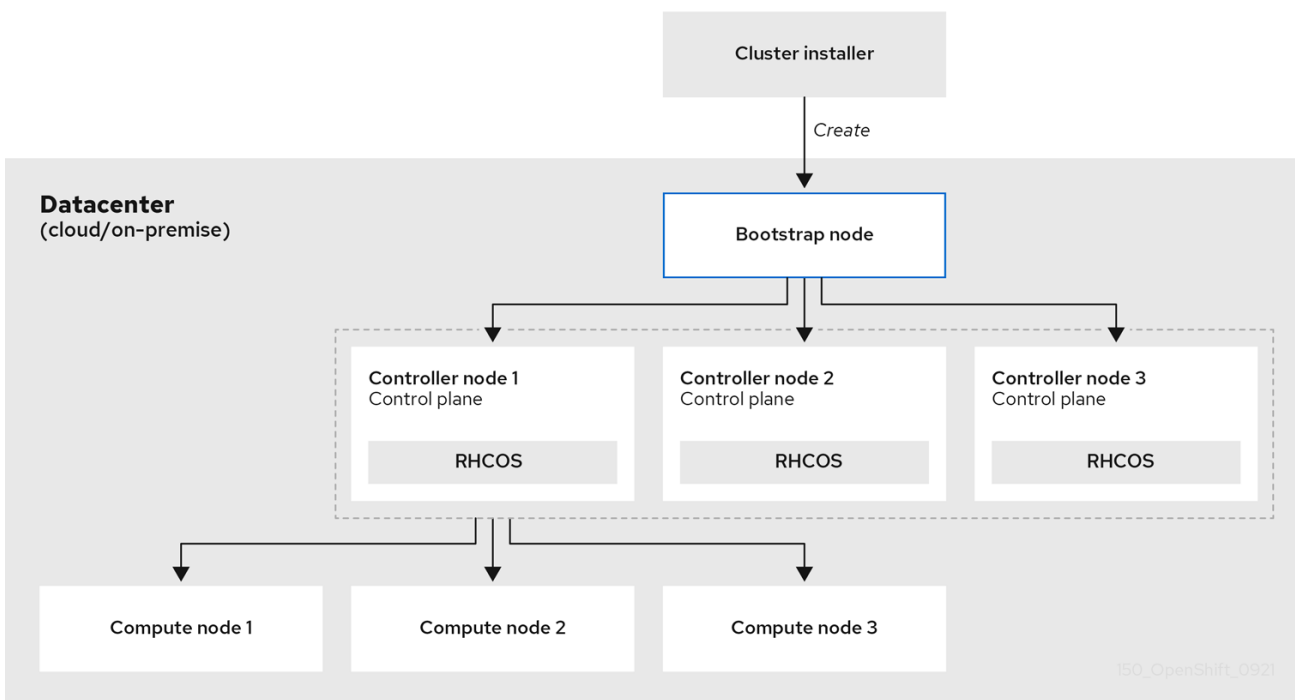 Cluster installer
Create
Datacenter
(cloud/on-premise)
Bootstrap node
Controller node 1
Control plane
RHCOS
Controller node 2
Control plane
RHCOS
Controller node 3
Control plane
RHCOS
Compute node 1
Compute node 2
Compute node 3
150_OpenShift_0921